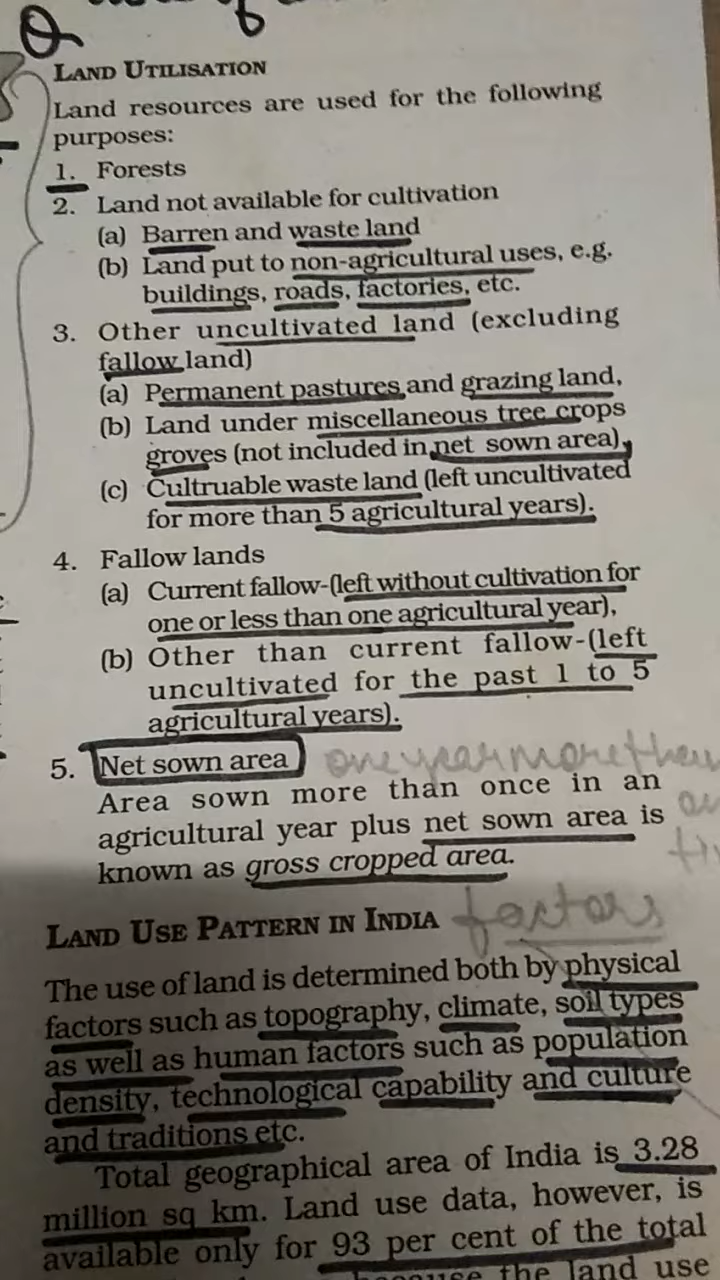 LAND UTILISATION
Land resources are used for the following
purposes:
1. Forests
2. Land not available for cultivation
(a) Barren and waste land
(b) Land put to non-agricultural uses, e.g.
buildings, roads, factories, etc.
3. Other uncultivated land (excluding
fallow land)
(a) Permanent pastures and grazing land,
(b) Land under miscellaneous tree crops
groves (not included in net sown area),
(c) Cultruable waste land (left uncultivated
for more than 5 agricultural years).
4. Fallow lands
(a) Current fallow-(left without cultivation for
one or less than one agricultural year),
(b) Other than current fallow-(left
uncultivated for the past 1 to 5
agricultural years).
5. Net sown area one year more then
Area sown more than once in an
agricultural year plus net sown area is
known as gross cropped area.
LAND USE PATTERN IN INDIA factors
The use of land is determined both by physical
factors such as topography, climate, soil types
as well as human factors such as population
density, technological capability and culture
and traditions etc.
Total geographical area of India is 3.28
million sq km. Land use data, however, is
available only for 93 per cent of the total
the land use